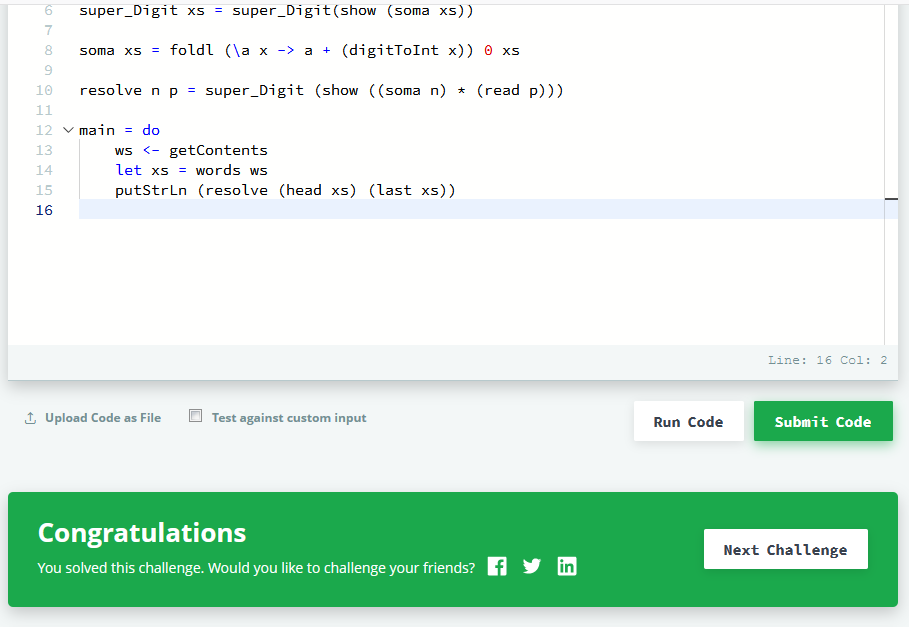 6 super_Digit xs = super_Digit(show (soma xs))
7
8 soma xs = foldl (\a x -> a + (digitToInt x)) 0 xs
9
10 resolve n p = super_Digit (show ((soma n) * (read p)))
11
12 main = do
13 ws <- getContents
14 let xs = words ws
15 putStrLn (resolve (head xs) (last xs))
16
Line: 16 Col: 2
Upload Code as File Test against custom input Run Code Submit Code
Congratulations
You solved this challenge. Would you like to challenge your friends?
Next Challenge